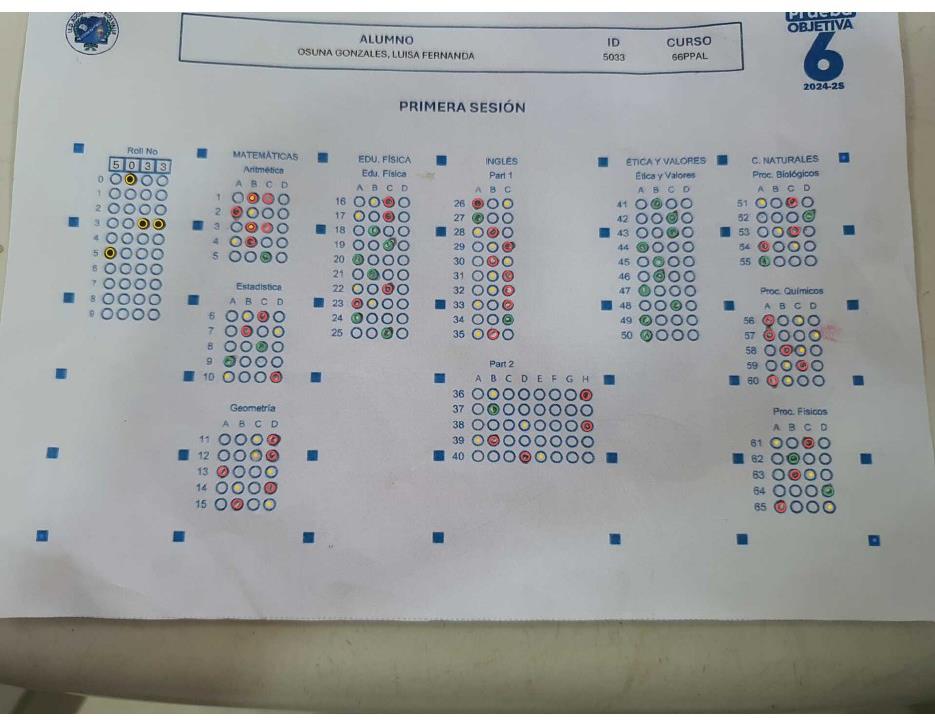 Prueba
OBJETIVA
6
2024-25
ALUMNO ID CURSO
OSUNA GONZALES, LUISA FERNANDA 5033 66PPAL
PRIMERA SESIÓN
Roll No
5 0 3 3
0
1
2
3
4
5
6
7
8
9
MATEMÁTICAS
Aritmética
A B C D
1
2
3
4
5
Estadística
A B C D
6
7
8
9
10
Geometría
A B C D
11
12
13
14
15
EDU. FÍSICA
Edu. Física
A B C D
16
17
18
19
20
21
22
23
24
25
INGLÉS
Part 1
A B C
26
27
28
29
30
31
32
33
34
35
Part 2
A B C D E F G H
36
37
38
39
40
ÉTICA Y VALORES
Ética y Valores
A B C D
41
42
43
44
45
46
47
48
49
50
C. NATURALES
Proc. Biológicos
A B C D
51
52
53
54
55
Proc. Químicos
A B C D
56
57
58
59
60
Proc. Físicos
A B C D
61
62
63
64
65